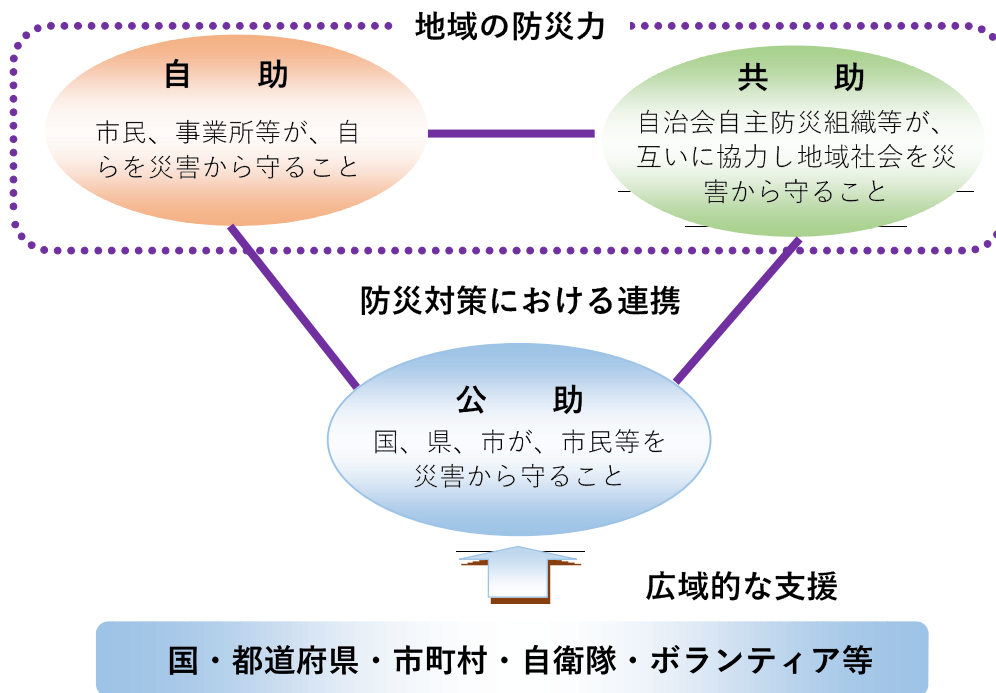 地域の防災力
自　　助
市民、事業所等が、自
らを災害から守ること
共　　助
自治会自主防災組織等が、
互いに協力し地域社会を災
害から守ること
防災対策における連携
公　　助
国、県、市が、市民等を
災害から守ること
広域的な支援
国・都道府県・市町村・自衛隊・ボランティア等